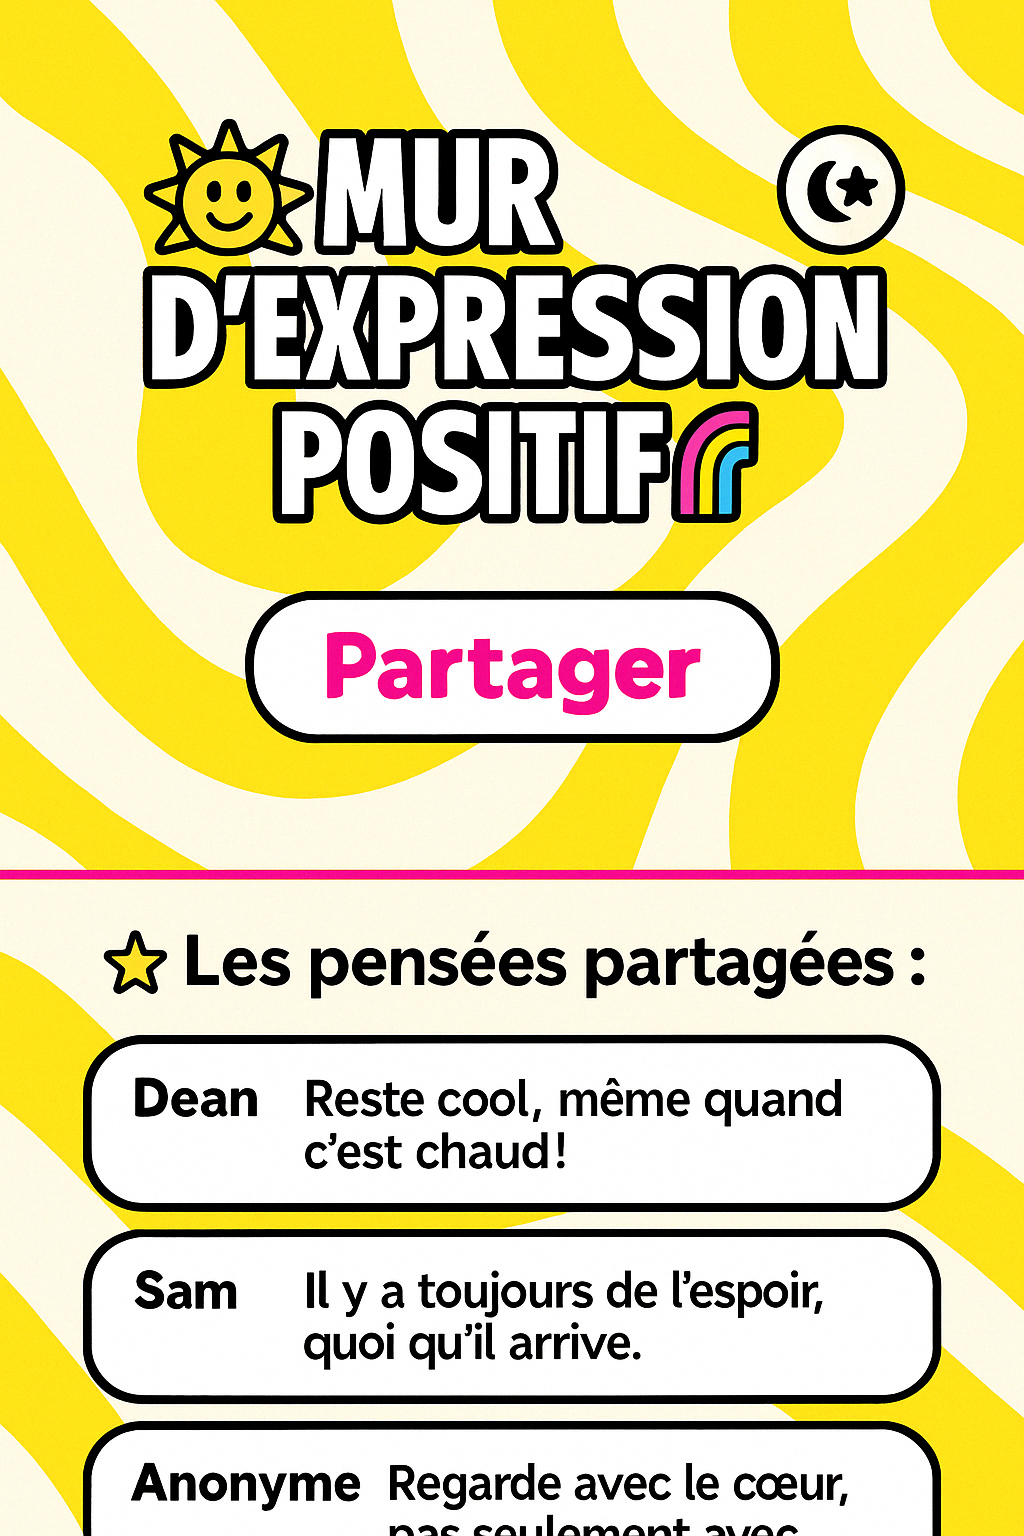 MUR
D'EXPRESSION
POSITIF
Partager
Les pensées partagées :
Dean
Reste cool, même quand
c'est chaud!
Sam
Il y a toujours de l'espoir,
quoi qu'il arrive.
Anonyme
Regarde avec le cœur,
pas seulement avec